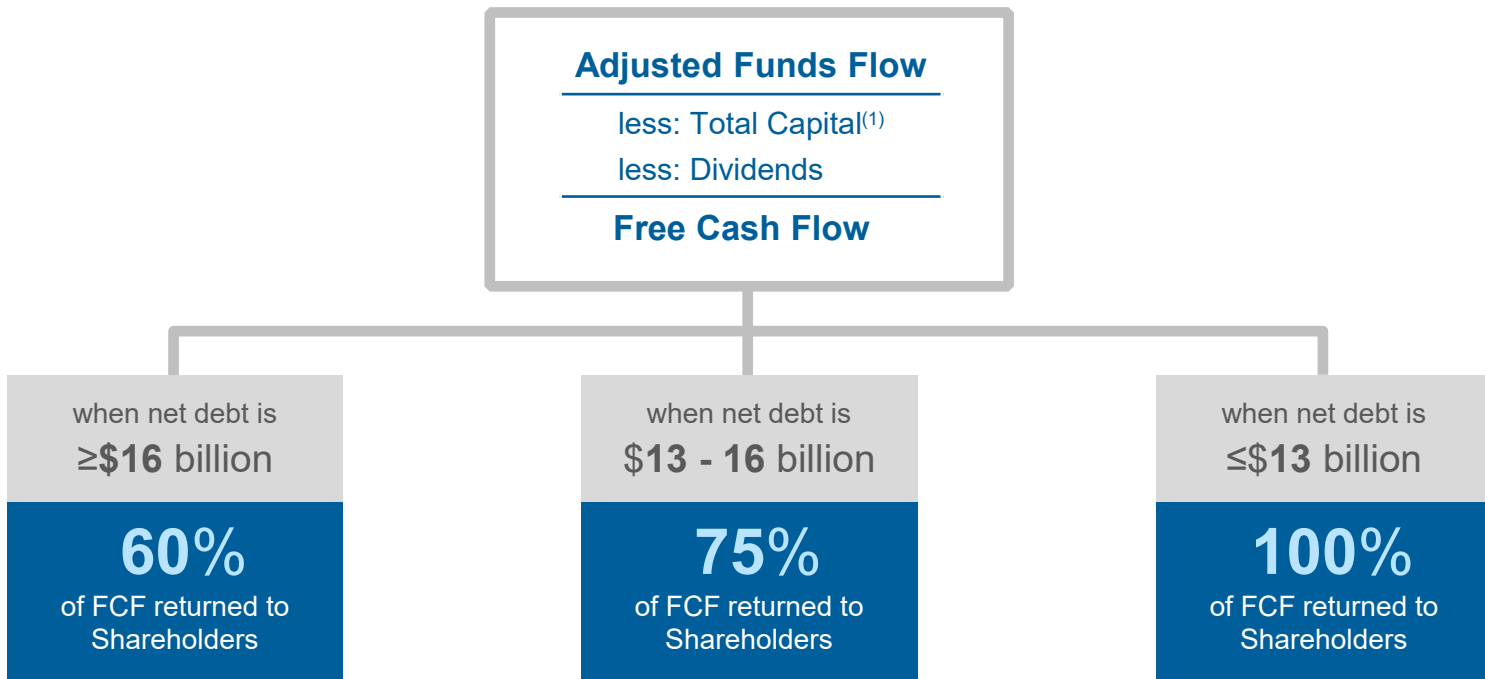 Adjusted Funds Flow
less: Total Capital(1)
less: Dividends
Free Cash Flow
when net debt is
≥$16 billion
60%
of FCF returned to
Shareholders
when net debt is
$13 - 16 billion
75%
of FCF returned to
Shareholders
when net debt is
≤$13 billion
100%
of FCF returned to
Shareholders